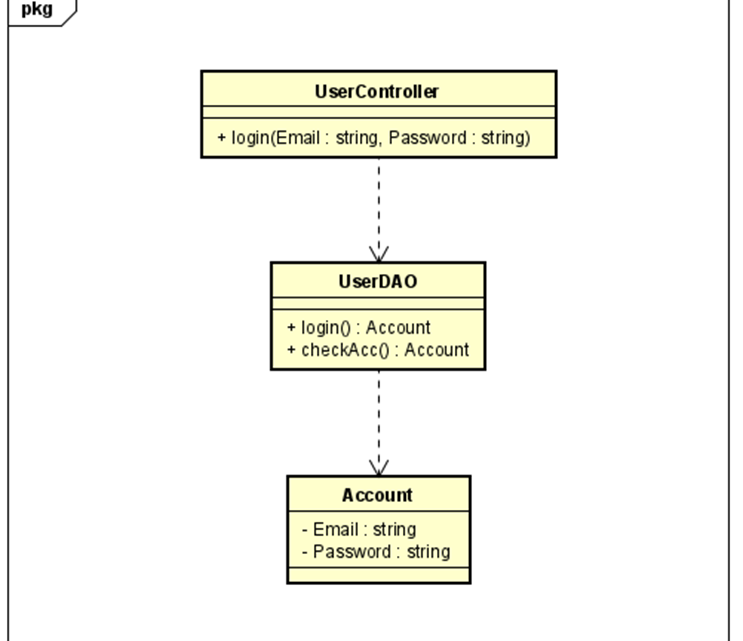 pkg
UserController
+ login(Email : string, Password : string)
UserDAO
+ login() : Account
+ checkAcc() : Account
Account
- Email : string
- Password : string